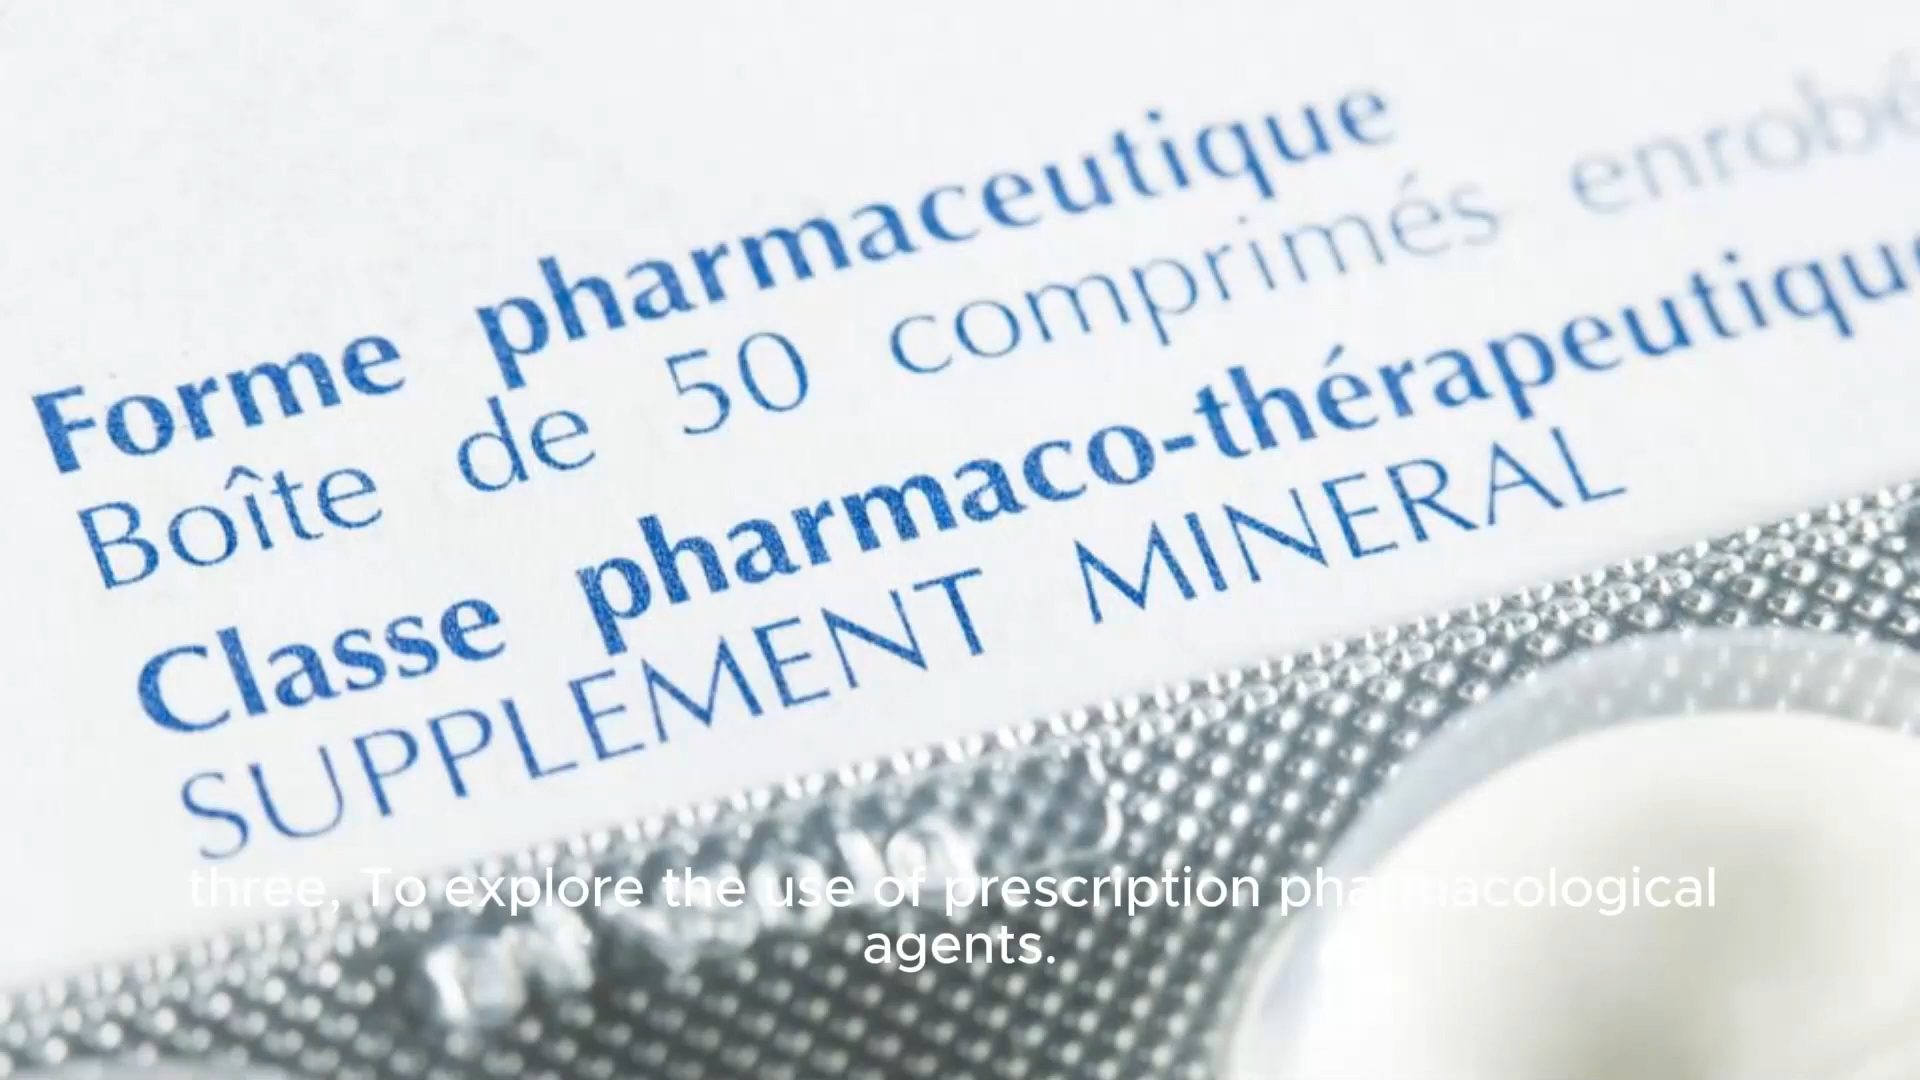 Forme pharmaceutique
Boîte de 50 comprimés
Classe pharmaco-thérapeutique
SUPPLEMENT MINERAL
three, To explore the use of prescription pharmacological
agents.